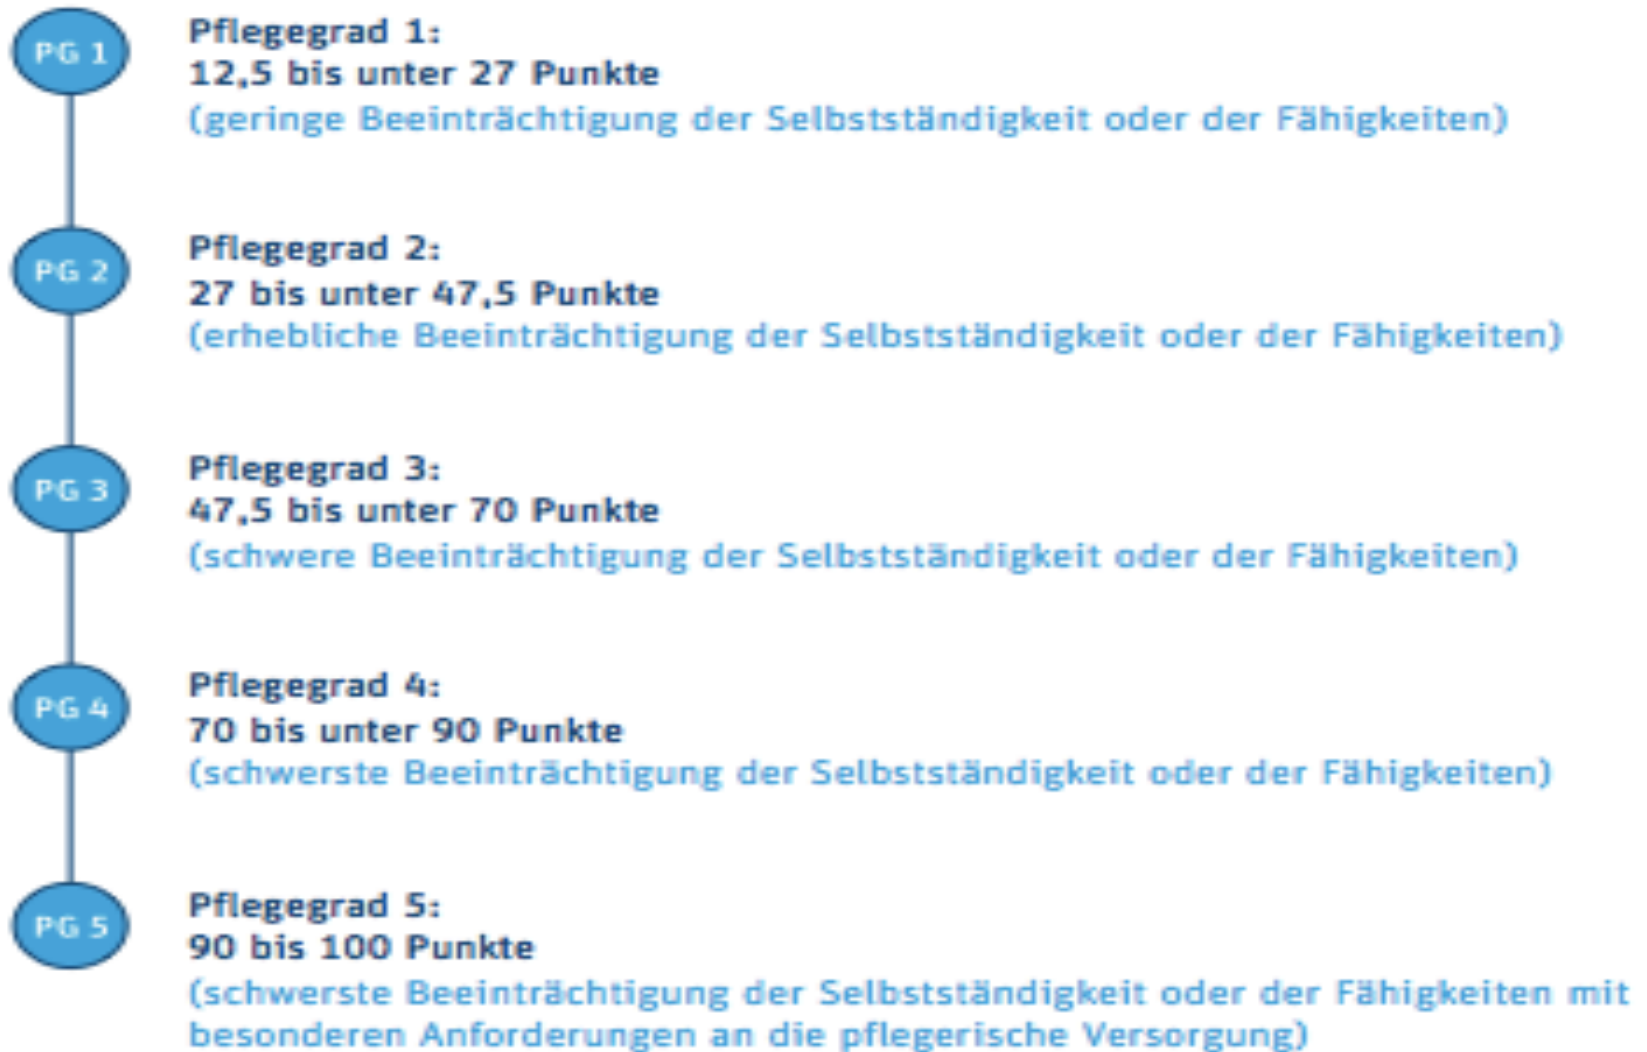 PG 1
Pflegegrad 1:
12,5 bis unter 27 Punkte
(geringe Beeinträchtigung der Selbstständigkeit oder der Fähigkeiten)
PG 2
Pflegegrad 2:
27 bis unter 47,5 Punkte
(erhebliche Beeinträchtigung der Selbstständigkeit oder der Fähigkeiten)
PG 3
Pflegegrad 3:
47,5 bis unter 70 Punkte
(schwere Beeinträchtigung der Selbstständigkeit oder der Fähigkeiten)
PG 4
Pflegegrad 4:
70 bis unter 90 Punkte
(schwerste Beeinträchtigung der Selbstständigkeit oder der Fähigkeiten)
PG 5
Pflegegrad 5:
90 bis 100 Punkte
(schwerste Beeinträchtigung der Selbstständigkeit oder der Fähigkeiten mit
besonderen Anforderungen an die pflegerische Versorgung)